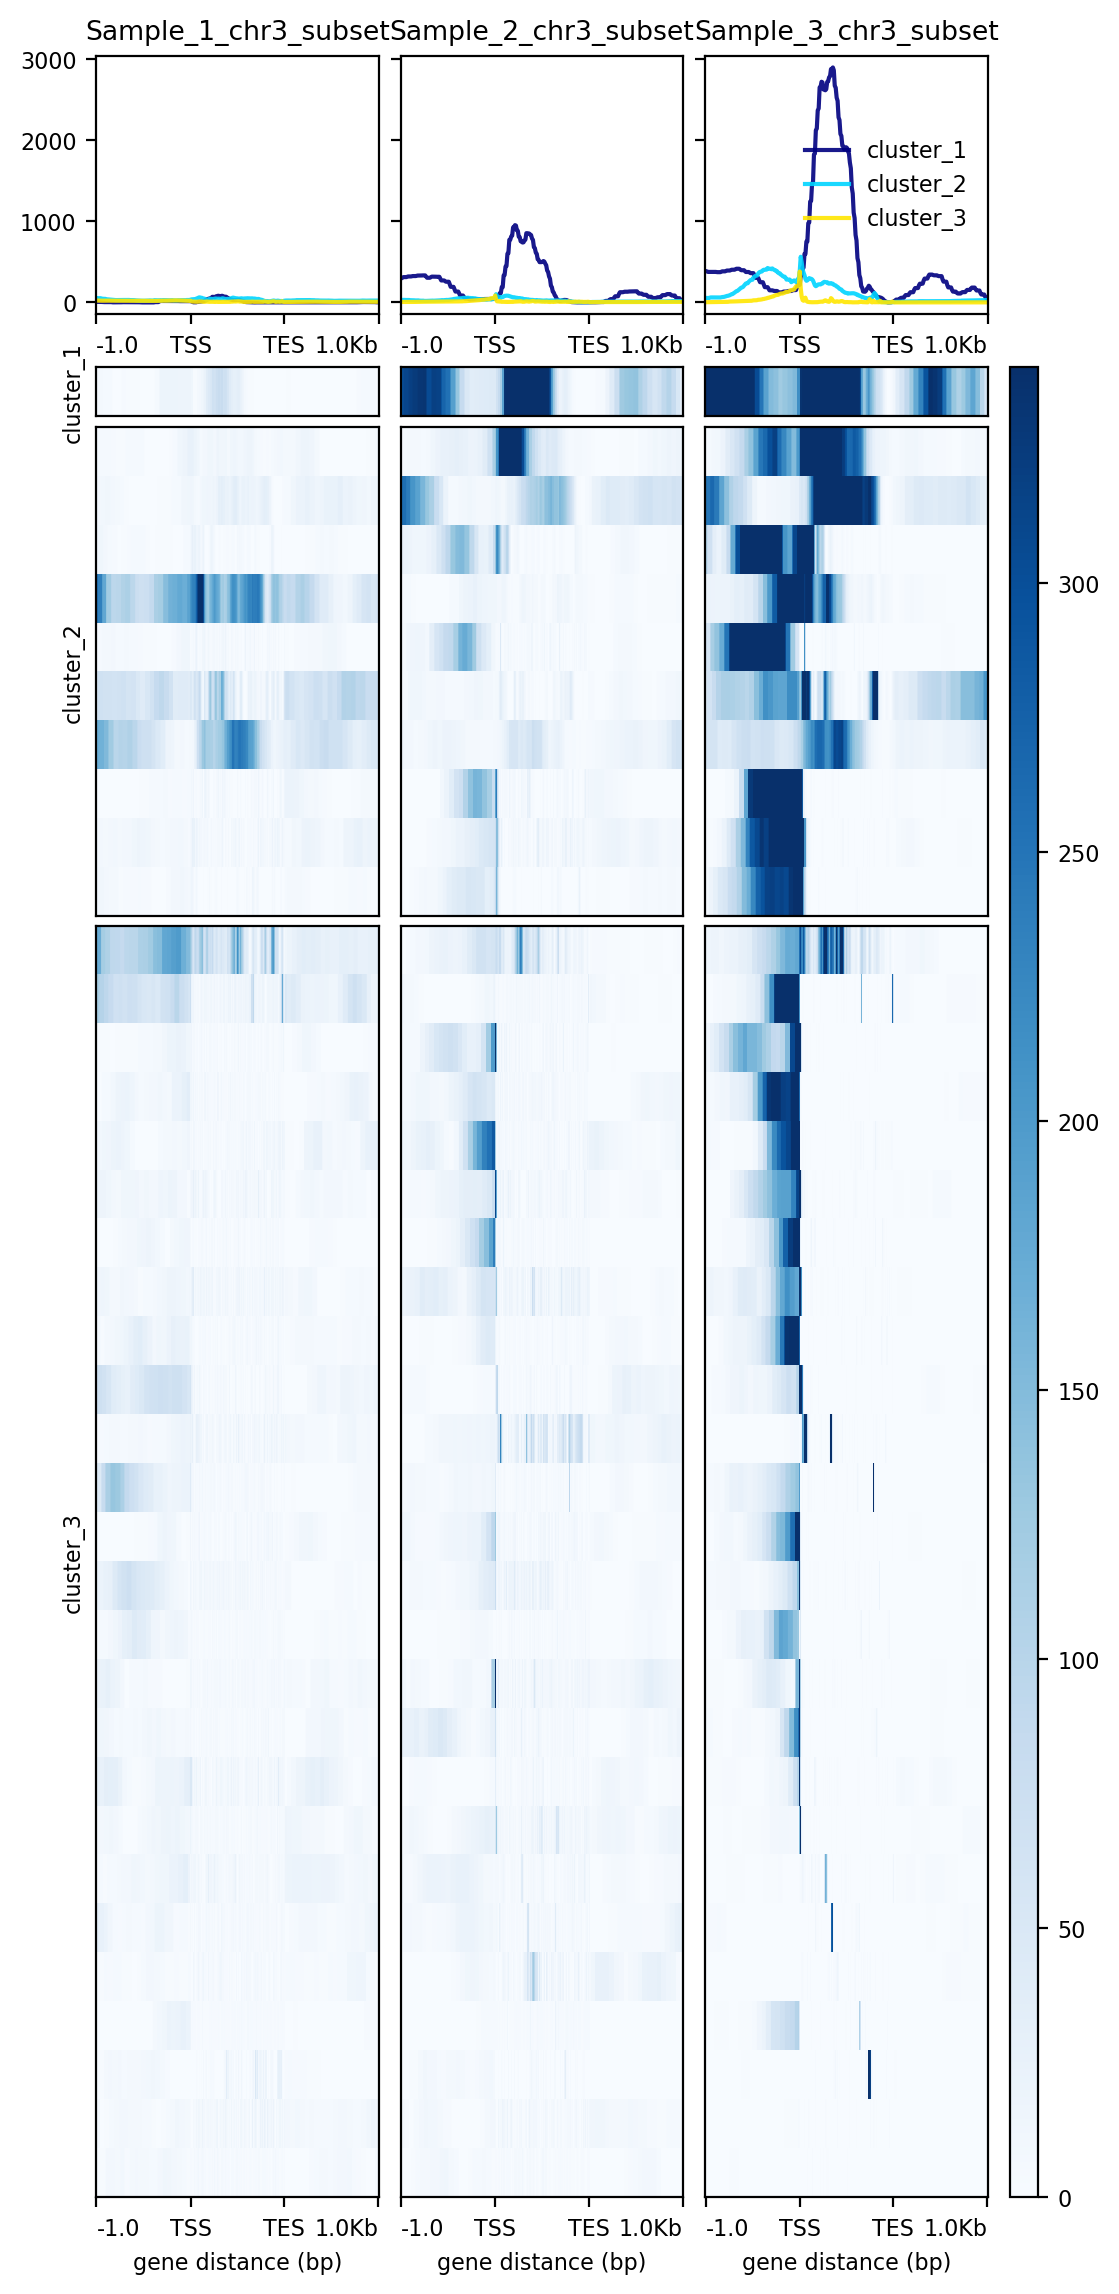 Sample_1_chr3_subset Sample_2_chr3_subset Sample_3_chr3_subset
3000
2000
1000
0
cluster_1
cluster_2
cluster_3
-1.0 TSS TES 1.0Kb -1.0 TSS TES 1.0Kb -1.0 TSS TES 1.0Kb
cluster_1
cluster_2
cluster_3
300
250
200
150
100
50
0
-1.0 TSS TES 1.0Kb -1.0 TSS TES 1.0Kb -1.0 TSS TES 1.0Kb
gene distance (bp) gene distance (bp) gene distance (bp)